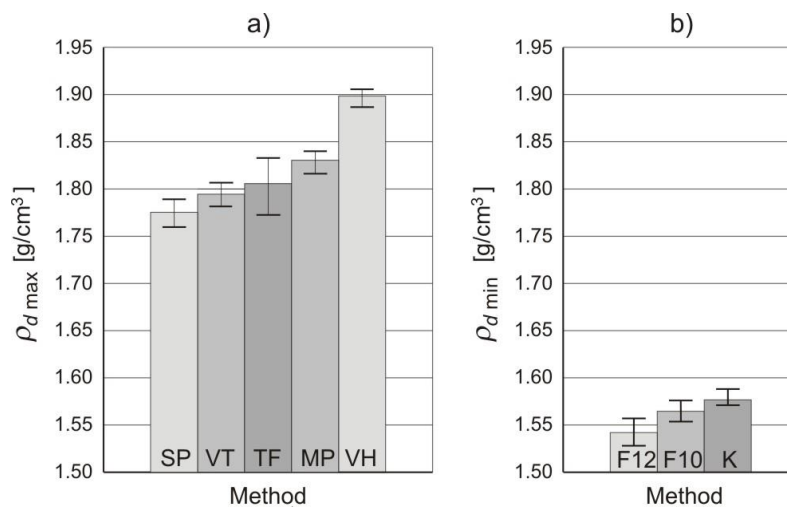 a)
1.95
1.90
1.85
1.80
1.75
1.70
1.65
1.60
1.55
1.50
ρd max [g/cm³]
SP VT TF MP VH
Method
b)
1.95
1.90
1.85
1.80
1.75
1.70
1.65
1.60
1.55
1.50
ρd min [g/cm³]
F12 F10 K
Method